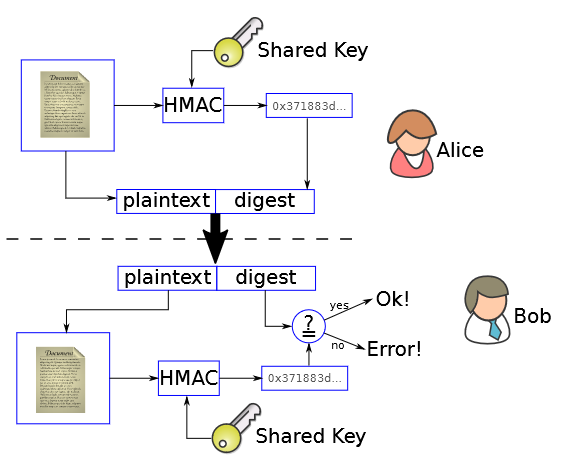 Shared Key
Document
HMAC
0x371883d...
Alice
plaintext
digest
plaintext
digest
yes
Ok!
Bob
?
=
no
Error!
Document
HMAC
0x371883d...
Shared Key